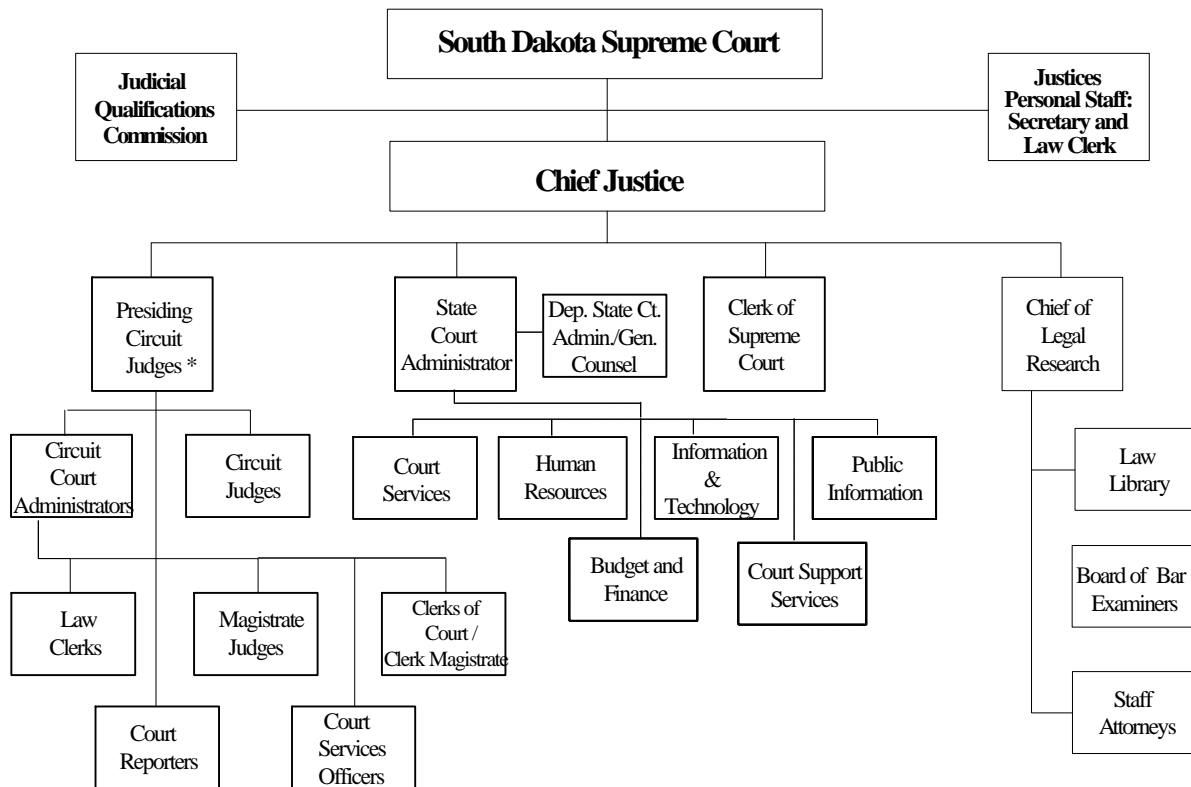 South Dakota Supreme Court
Judicial
Qualifications
Commission
Justices
Personal Staff:
Secretary and
Law Clerk
Chief Justice
Presiding
Circuit
Judges *
State
Court
Administrator
Dep. State Ct.
Admin./Gen.
Counsel
Clerk of
Supreme
Court
Chief of
Legal
Research
Circuit
Court
Administrators
Circuit
Judges
Court
Services
Human
Resources
Information
&
Technology
Public
Information
Law
Library
Budget and
Finance
Court Support
Services
Board of Bar
Examiners
Law
Clerks
Magistrate
Judges
Clerks of
Court /
Clerk Magistrate
Staff
Attorneys
Court
Reporters
Court
Services
Officers